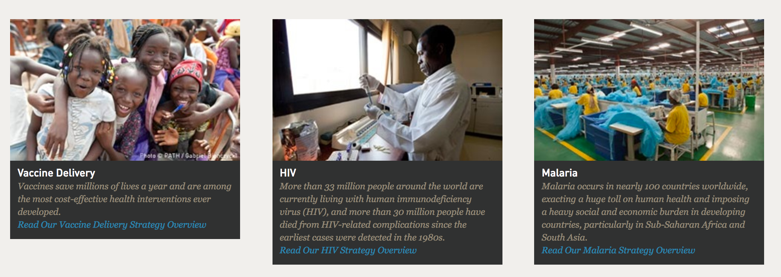 Photo © PATH / Gabe
Vaccine Delivery
Vaccines save millions of lives a year and are among
the most cost-effective health interventions ever
developed.
Read Our Vaccine Delivery Strategy Overview
HIV
More than 33 million people around the world are
currently living with human immunodeficiency
virus (HIV), and more than 30 million people have
died from HIV-related complications since the
earliest cases were detected in the 1980s.
Read Our HIV Strategy Overview
Malaria
Malaria occurs in nearly 100 countries worldwide,
exacting a huge toll on human health and imposing
a heavy social and economic burden in developing
countries, particularly in Sub-Saharan Africa and
South Asia.
Read Our Malaria Strategy Overview